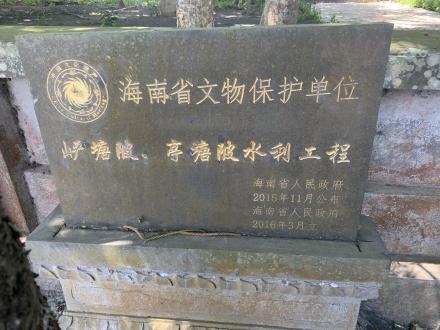 海南省文物保护单位
岊塘陂、亭塘陂水利工程
海南省人民政府
2015年11月公布
海南省人民政府
2016年3月立